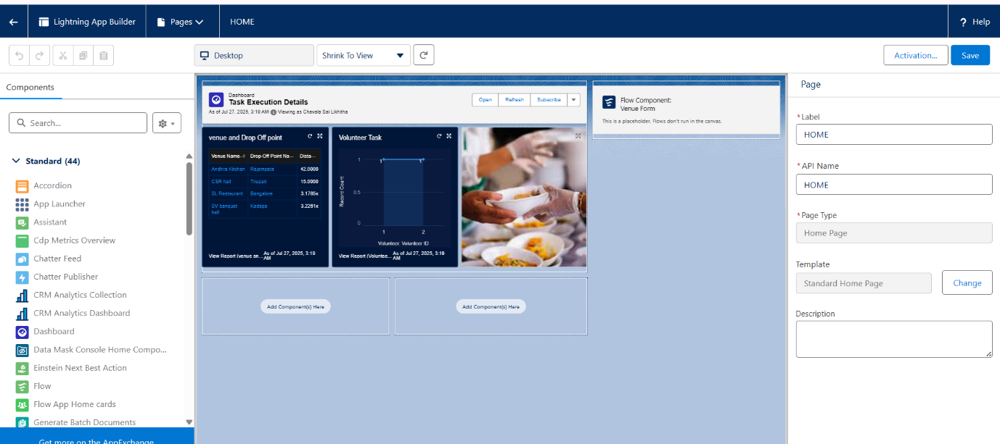 Lightning App Builder
Pages
HOME
? Help
Desktop
Shrink To View
Activation...
Save
Components
Search...
Standard (44)
Accordion
App Launcher
Assistant
Cdp Metrics Overview
Chatter Feed
Chatter Publisher
CRM Analytics Collection
CRM Analytics Dashboard
Dashboard
Data Mask Console Home Compo...
Einstein Next Best Action
Flow
Flow App Home cards
Generate Batch Documents
Get more on the AppExchange
Dashboard
Task Execution Details
As of Jul 27, 2025, 3:19 AM Viewing as Chavala Sai Likhitha
Open
Refresh
Subscribe
venue and Drop Off point
Venue Name... Drop-Off Point Na... Dista...
Andhra Kitchen Rajampeta 42.0000
CSR hall Tirupati 15.0000
SL Restaurant Bangalore 3.1765x
SV banquet hall Kadapa 3.2261x
View Report (venue an... As of Jul 27, 2025, 3:19 AM
Volunteer Task
Record Count
1
0.5
0
1 1
1 2
Volunteer: Volunteer ID
View Report (Voluntee... As of Jul 27, 2025, 3:19 AM
Add Component(s) Here
Add Component(s) Here
Flow Component:
Venue Form
This is a placeholder. Flows don't run in the canvas.
Page
*Label
HOME
*API Name
HOME
*Page Type
Home Page
Template
Standard Home Page
Change
Description